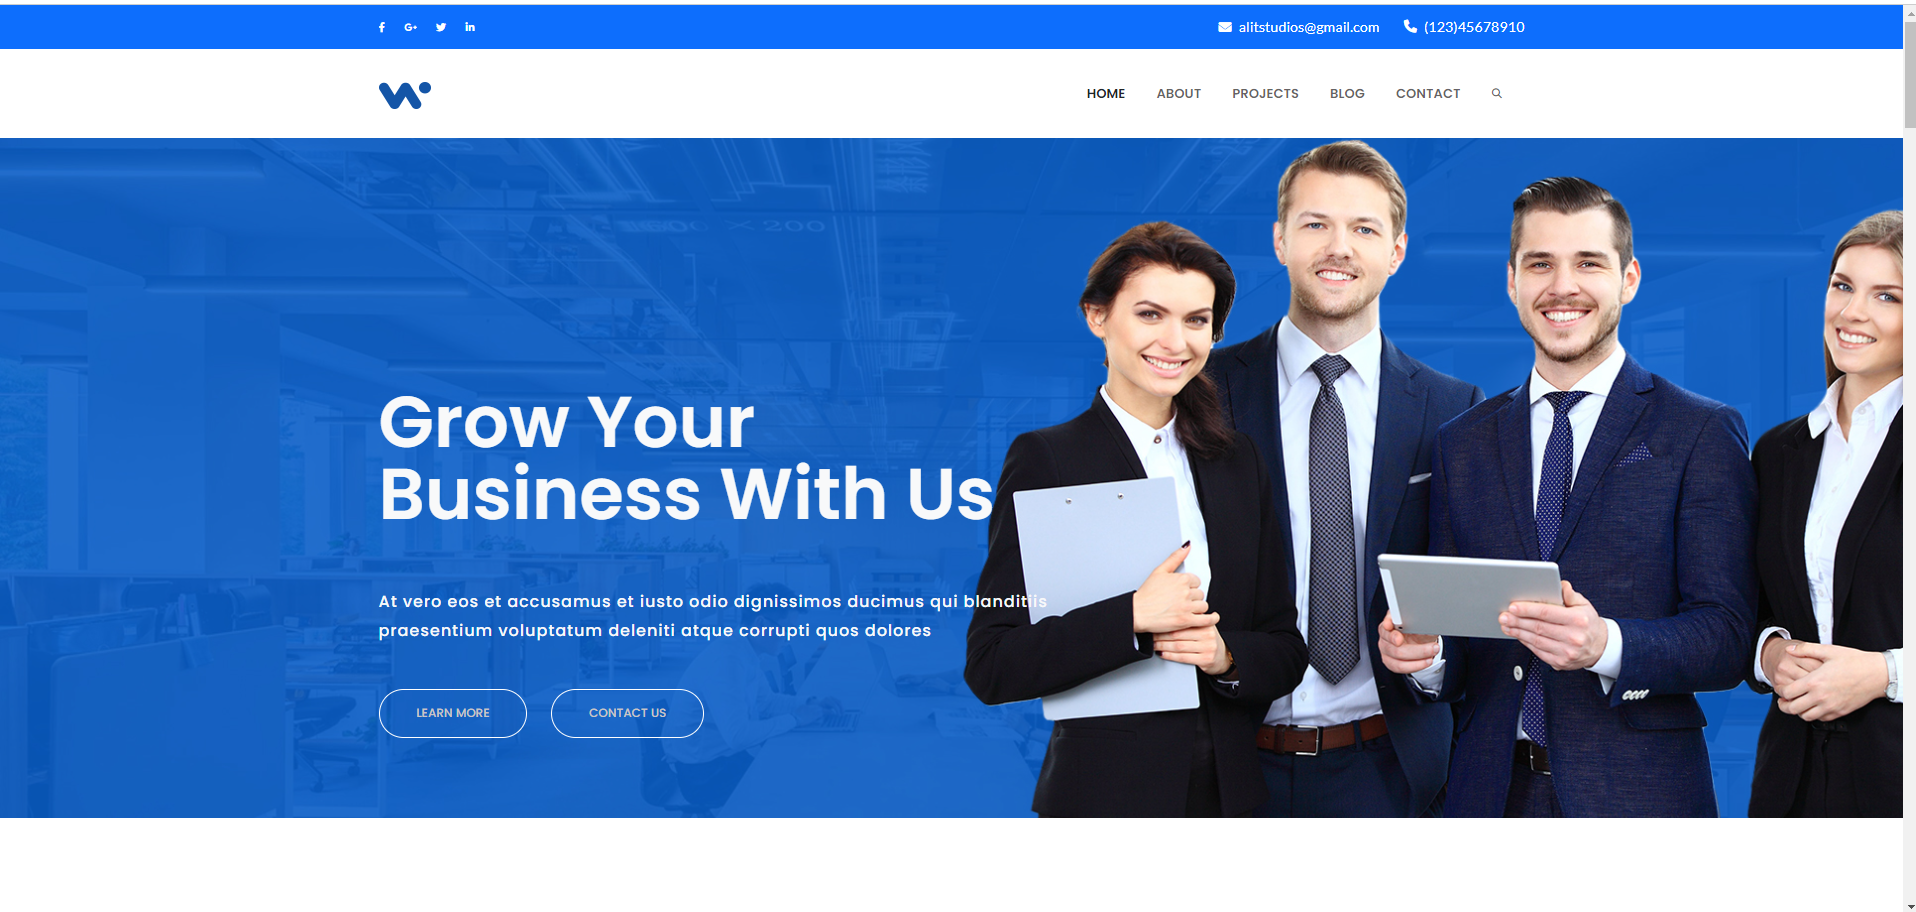 alitstudios@gmail.com (123)45678910
HOME ABOUT PROJECTS BLOG CONTACT
Grow Your
Business With Us
At vero eos et accusamus et iusto odio dignissimos ducimus qui blanditiis
praesentium voluptatum deleniti atque corrupti quos dolores
LEARN MORE CONTACT US